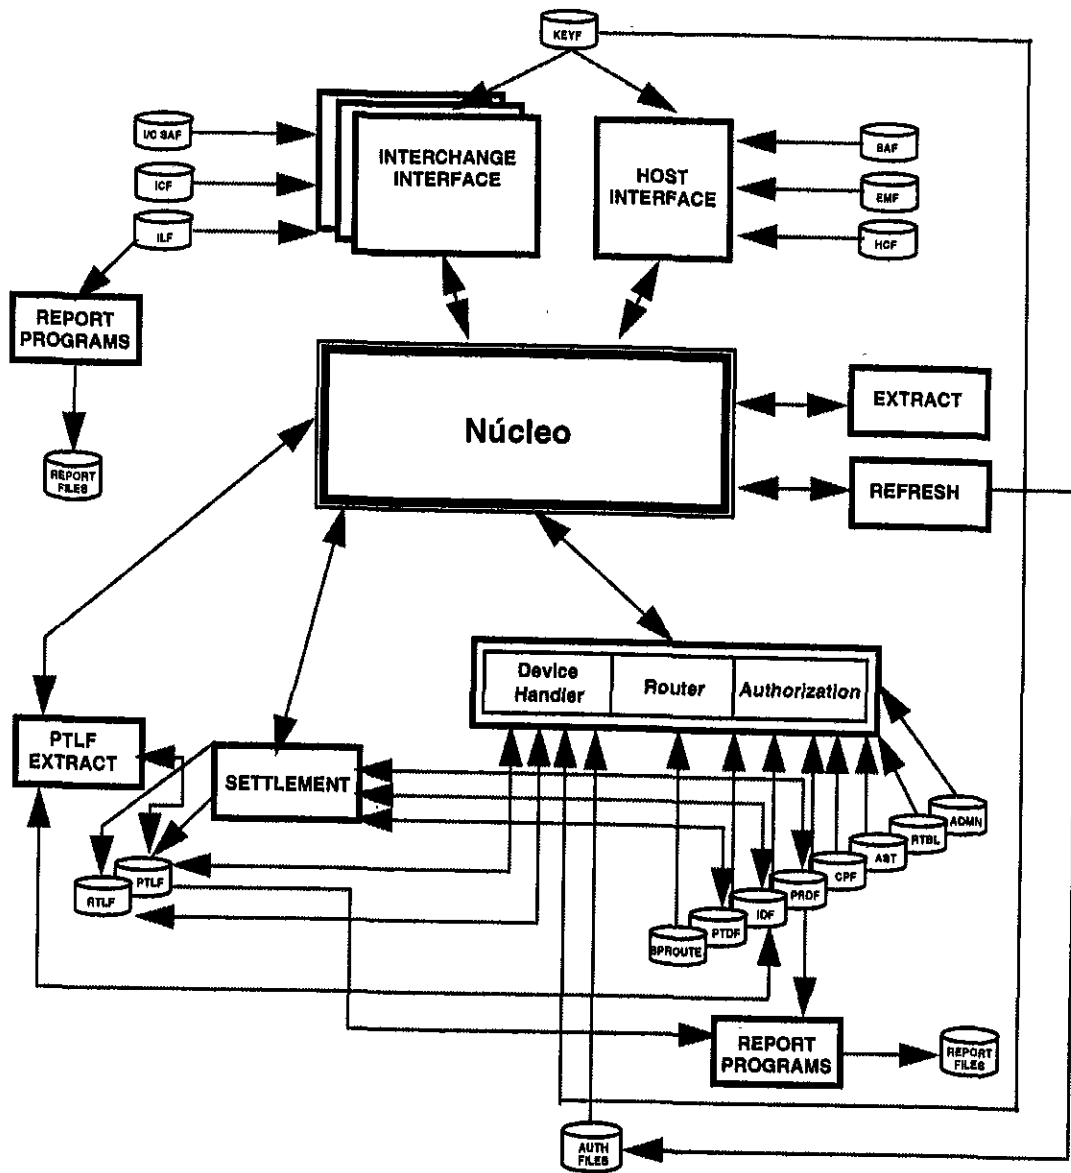 KEYF
I/C SAF
ICF
ILF
INTERCHANGE
INTERFACE
HOST
INTERFACE
BAF
EMF
HCF
REPORT
PROGRAMS
REPORT
FILES
Núcleo
EXTRACT
REFRESH
Device
Handler
Router
Authorization
PTLF
EXTRACT
SETTLEMENT
RTLF
PTLF
BPROUTE
PTDF
IDF
PRDF
CPF
AST
RTBL
ADMN
REPORT
PROGRAMS
REPORT
FILES
AUTH
FILES